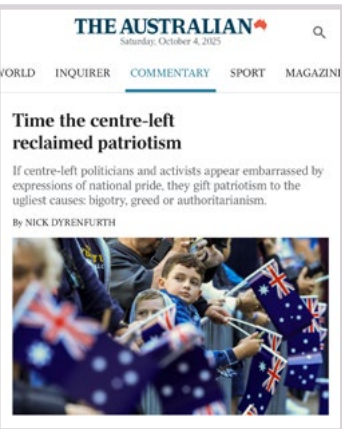 THE AUSTRALIAN
Saturday, October 4, 2025
WORLD INQUIRER COMMENTARY SPORT MAGAZINE
Time the centre-left
reclaimed patriotism
If centre-left politicians and activists appear embarrassed by
expressions of national pride, they gift patriotism to the
ugliest causes: bigotry, greed or authoritarianism.
By NICK DYRENFURTH